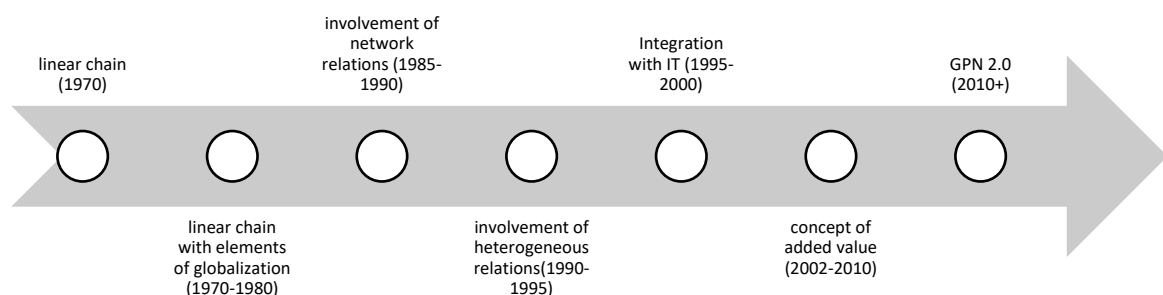 linear chain
(1970)
linear chain
with elements
of globalization
(1970-1980)
involvement of
network
relations (1985-
1990)
involvement of
heterogeneous
relations(1990-
1995)
Integration
with IT (1995-
2000)
concept of
added value
(2002-2010)
GPN 2.0
(2010+)